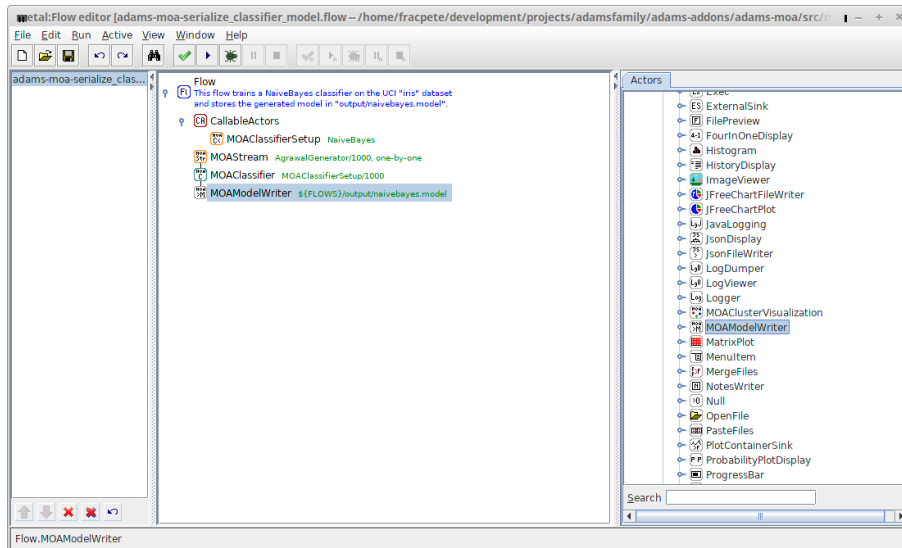 metal:Flow editor [adams-moa-serialize_classifier_model.flow -- /home/fracpete/development/projects/adamsfamily/adams-addons/adams-moa/src/
File Edit Run Active View Window Help
adams-moa-serialize_clas...
Flow
This flow trains a NaiveBayes classifier on the UCI "iris" dataset
and stores the generated model in "output/naivebayes.model".
CallableActors
MOAClassifierSetup NaiveBayes
MOAStream AgrawalGenerator/1000, one-by-one
MOAClassifier MOAClassifierSetup/1000
MOAModelWriter ${FLOWS}/output/naivebayes.model
Actors
Exec
ExternalSink
FilePreview
FourInOneDisplay
Histogram
HistoryDisplay
ImageViewer
JFreeChartFileWriter
JFreeChartPlot
JavaLogging
JsonDisplay
JsonFileWriter
LogDumper
LogViewer
Logger
MOAClusterVisualization
MOAModelWriter
MatrixPlot
MenuItem
MergeFiles
NotesWriter
Null
OpenFile
PasteFiles
PlotContainerSink
ProbabilityPlotDisplay
ProgressBar
Search
Flow.MOAModelWriter